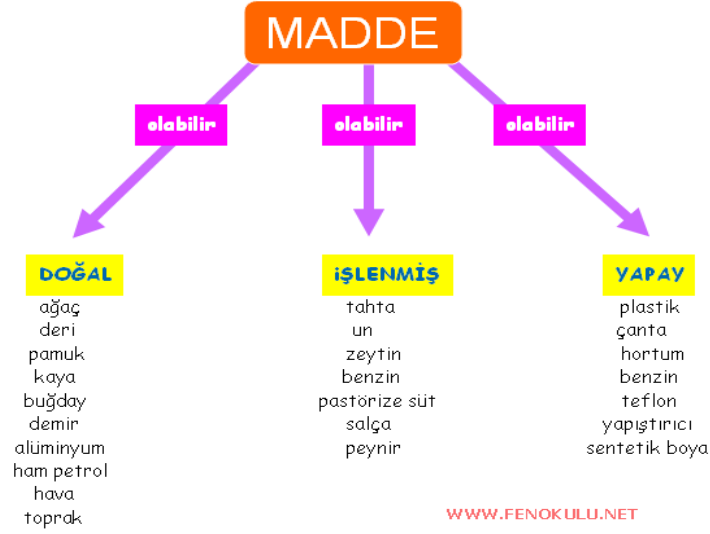 MADDE
olabilir
olabilir
olabilir
DOĞAL
ağaç
deri
pamuk
kaya
buğday
demir
alüminyum
ham petrol
hava
toprak
İŞLENMİŞ
tahta
un
zeytin
benzin
pastörize süt
salça
peynir
YAPAY
plastik
çanta
hortum
benzin
teflon
yapıştırıcı
sentetik boya
WWW.FENOKULU.NET